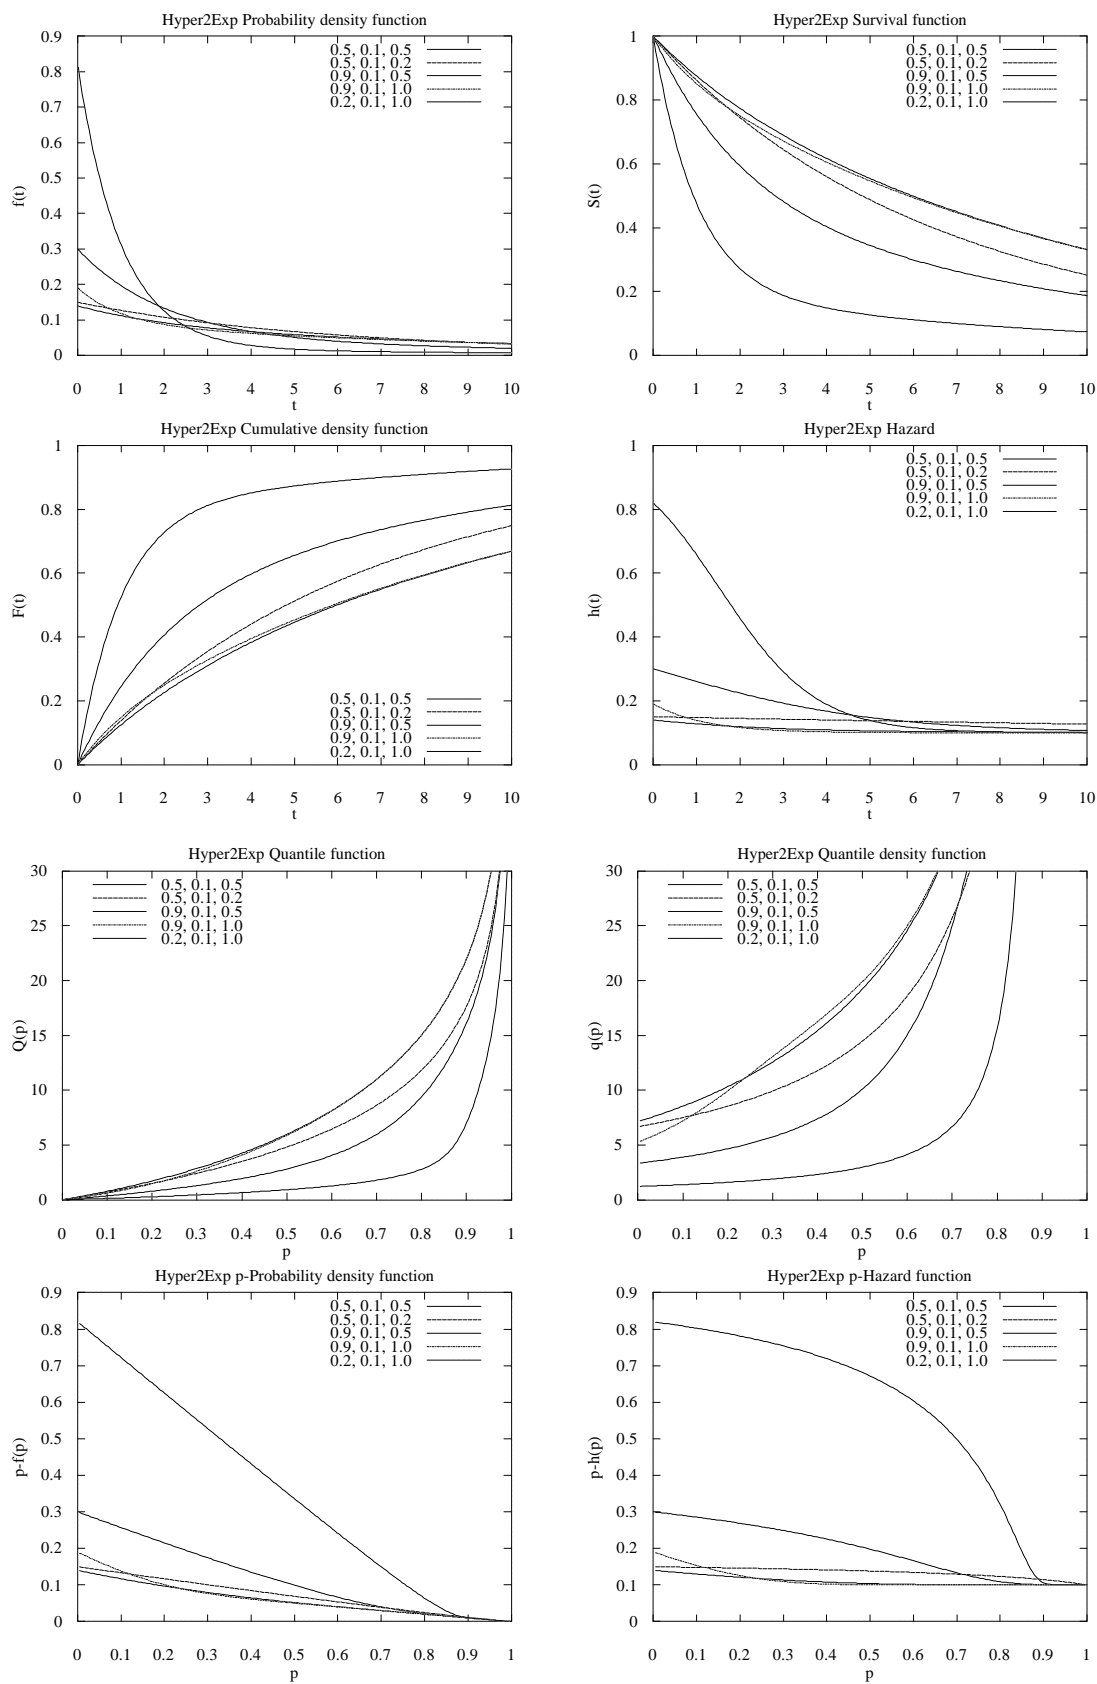 Hyper2Exp Probability density function
0.9
0.8
0.7
0.6
0.5
0.4
0.3
0.2
0.1
0
f(t)
0.5, 0.1, 0.5
0.5, 0.1, 0.2
0.9, 0.1, 0.5
0.9, 0.1, 1.0
0.2, 0.1, 1.0
0 1 2 3 4 5 6 7 8 9 10
t
Hyper2Exp Survival function
1
0.8
0.6
0.4
0.2
0
S(t)
0.5, 0.1, 0.5
0.5, 0.1, 0.2
0.9, 0.1, 0.5
0.9, 0.1, 1.0
0.2, 0.1, 1.0
0 1 2 3 4 5 6 7 8 9 10
t
Hyper2Exp Cumulative density function
1
0.8
0.6
0.4
0.2
0
F(t)
0.5, 0.1, 0.5
0.5, 0.1, 0.2
0.9, 0.1, 0.5
0.9, 0.1, 1.0
0.2, 0.1, 1.0
0 1 2 3 4 5 6 7 8 9 10
t
Hyper2Exp Hazard
1
0.8
0.6
0.4
0.2
0
h(t)
0.5, 0.1, 0.5
0.5, 0.1, 0.2
0.9, 0.1, 0.5
0.9, 0.1, 1.0
0.2, 0.1, 1.0
0 1 2 3 4 5 6 7 8 9 10
t
Hyper2Exp Quantile function
30
25
20
15
10
5
0
Q(p)
0.5, 0.1, 0.5
0.5, 0.1, 0.2
0.9, 0.1, 0.5
0.9, 0.1, 1.0
0.2, 0.1, 1.0
0 0.1 0.2 0.3 0.4 0.5 0.6 0.7 0.8 0.9 1
p
Hyper2Exp Quantile density function
30
25
20
15
10
5
0
q(p)
0.5, 0.1, 0.5
0.5, 0.1, 0.2
0.9, 0.1, 0.5
0.9, 0.1, 1.0
0.2, 0.1, 1.0
0 0.1 0.2 0.3 0.4 0.5 0.6 0.7 0.8 0.9 1
p
Hyper2Exp p-Probability density function
0.9
0.8
0.7
0.6
0.5
0.4
0.3
0.2
0.1
0
p-f(p)
0.5, 0.1, 0.5
0.5, 0.1, 0.2
0.9, 0.1, 0.5
0.9, 0.1, 1.0
0.2, 0.1, 1.0
0 0.1 0.2 0.3 0.4 0.5 0.6 0.7 0.8 0.9 1
p
Hyper2Exp p-Hazard function
0.9
0.8
0.7
0.6
0.5
0.4
0.3
0.2
0.1
0
p-h(p)
0.5, 0.1, 0.5
0.5, 0.1, 0.2
0.9, 0.1, 0.5
0.9, 0.1, 1.0
0.2, 0.1, 1.0
0 0.1 0.2 0.3 0.4 0.5 0.6 0.7 0.8 0.9 1
p